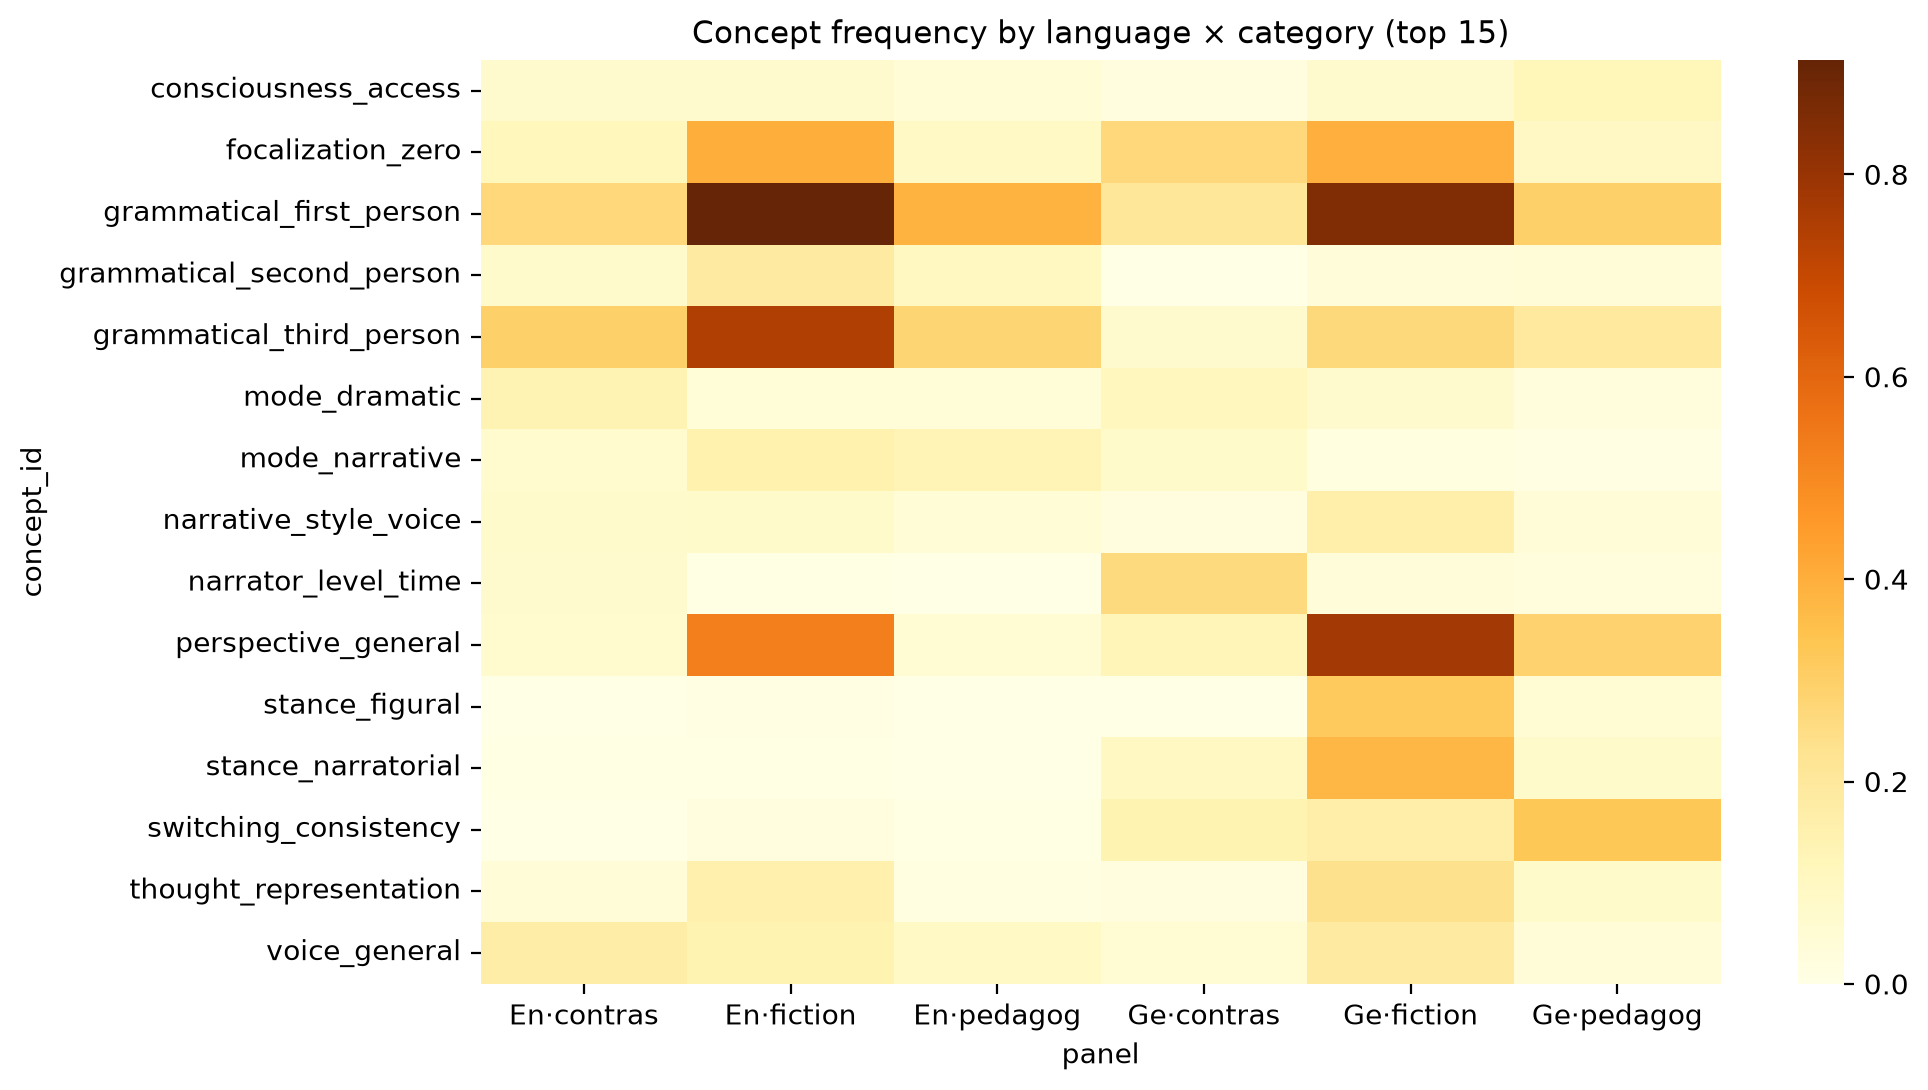 Concept frequency by language × category (top 15)
consciousness_access
focalization_zero
grammatical_first_person
grammatical_second_person
grammatical_third_person
mode_dramatic
mode_narrative
narrative_style_voice
narrator_level_time
perspective_general
stance_figural
stance_narratorial
switching_consistency
thought_representation
voice_general
concept_id
En·contras En·fiction En·pedagog Ge·contras Ge·fiction Ge·pedagog
panel
0.8
0.6
0.4
0.2
0.0